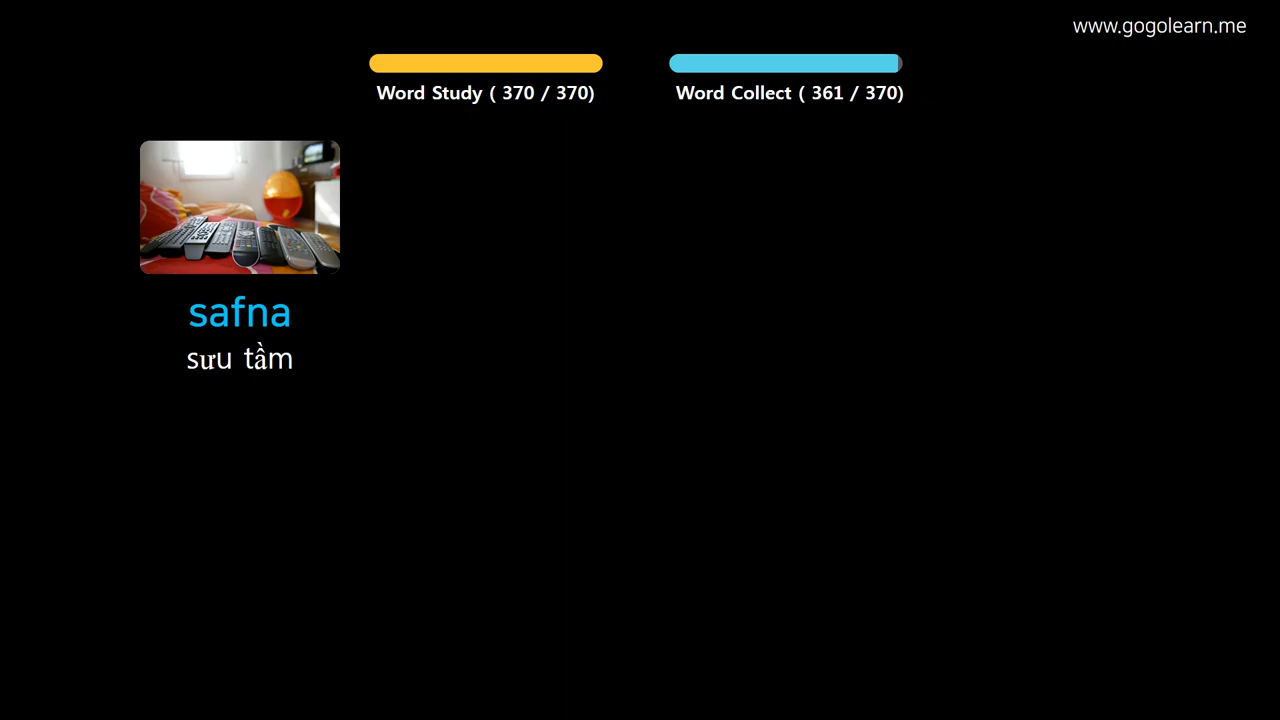 www.gogolearn.me
Word Study ( 370 / 370)
Word Collect ( 361 / 370)
safna
sưu tầm